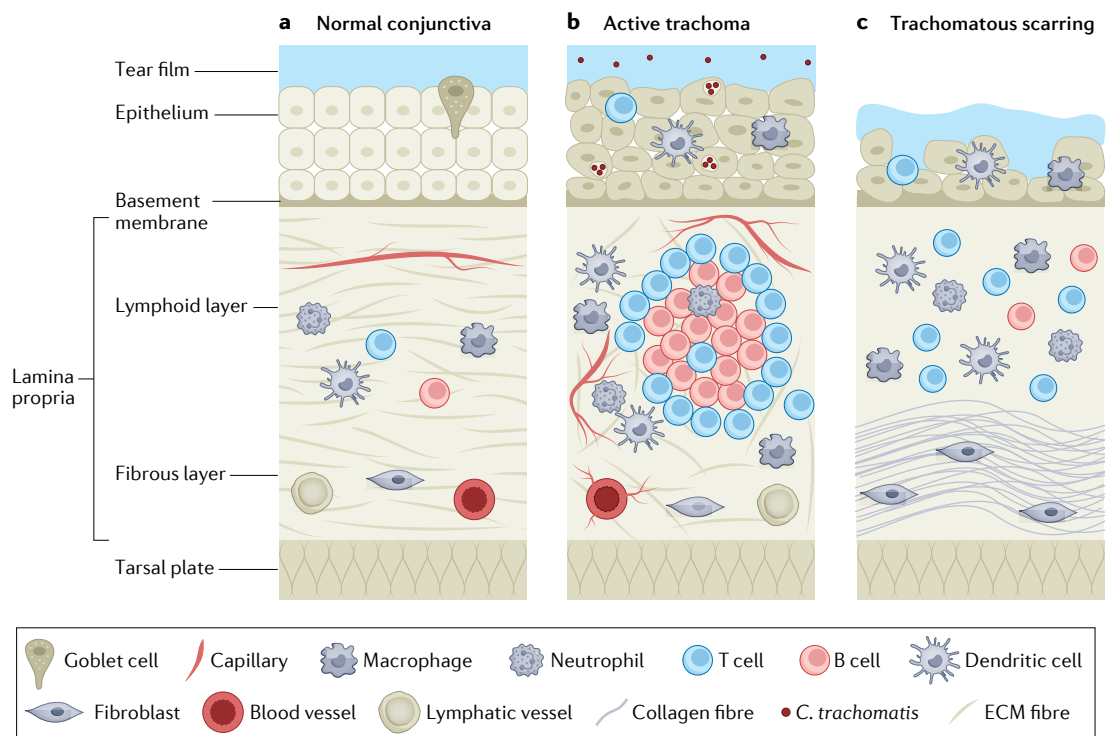 a Normal conjunctiva
b Active trachoma
c Trachomatous scarring
Tear film
Epithelium
Basement
membrane
Lymphoid layer
Lamina
propria
Fibrous layer
Tarsal plate
Goblet cell
Capillary
Macrophage
Neutrophil
T cell
B cell
Dendritic cell
Fibroblast
Blood vessel
Lymphatic vessel
Collagen fibre
C. trachomatis
ECM fibre